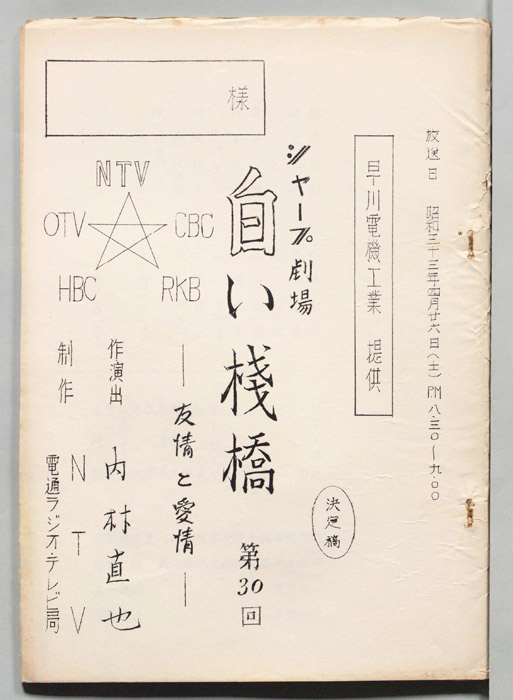 放送日 昭和三十三年四月廿六日(土) PM八・三〇〜九・〇〇
早川電機工業 提供
決定稿
シャープ劇場
白い桟橋
第30回
―友情と愛情―
様
NTV
OTV
CBC
HBC
RKB
作演出 内村直也
制作 NTV
電通ラジオ・テレビ局